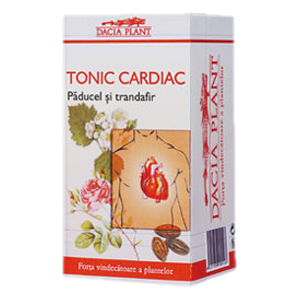 DACIA PLANT
TONIC CARDIAC
Păducel și trandafir
Forța vindecătoare a plantelor
DACIA PLANT
Forța
vindecătoare
a plantelor